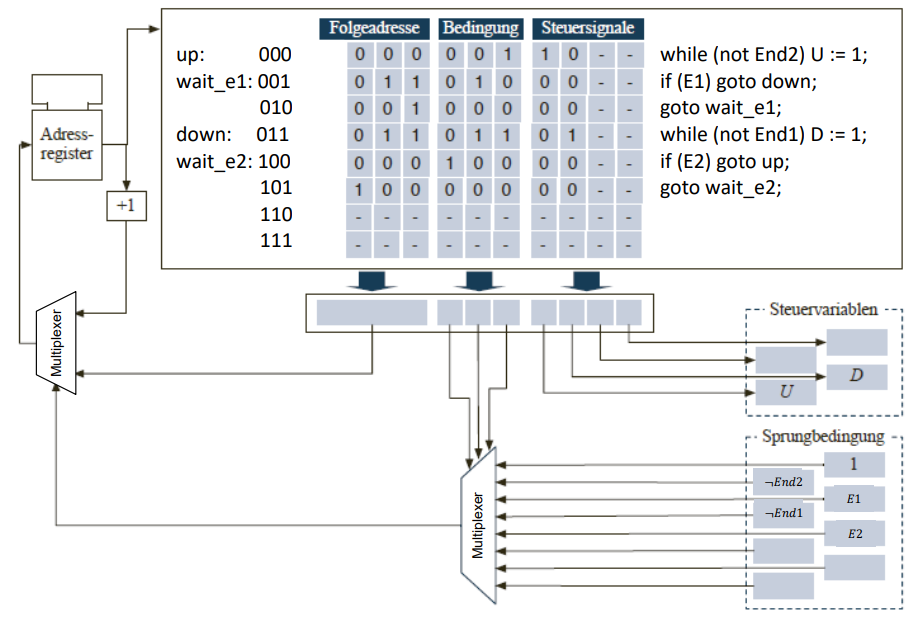 Folgeadresse Bedingung Steuersignale
up: 000 0 0 0 0 0 1 1 0 - - while (not End2) U := 1;
wait_e1: 001 0 1 1 0 1 0 0 0 - - if (E1) goto down;
010 0 0 1 0 0 0 0 0 - - goto wait_e1;
down: 011 0 1 1 0 1 1 0 1 - - while (not End1) D := 1;
wait_e2: 100 0 0 0 1 0 0 0 0 - - if (E2) goto up;
101 1 0 0 0 0 0 0 0 - - goto wait_e2;
110 - - - - - - - - - -
111 - - - - - - - - - -
Adress-
register
+1
Multiplexer
Steuervariablen
D
U
Sprungbedingung
1
¬End2
E1
¬End1
E2
Multiplexer